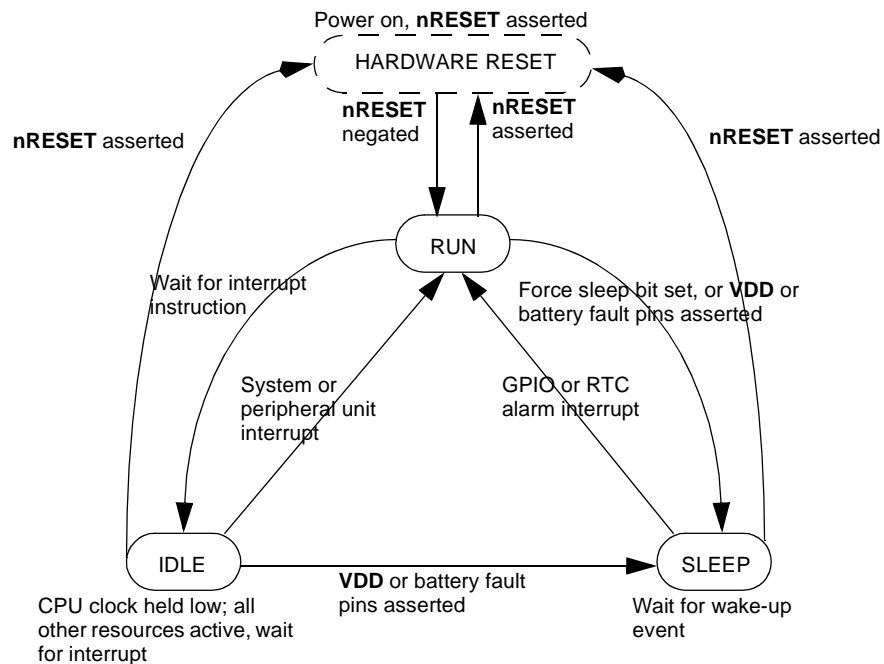 Power on, nRESET asserted
HARDWARE RESET
nRESET
negated
nRESET
asserted
nRESET asserted
nRESET asserted
RUN
Wait for interrupt
instruction
Force sleep bit set, or VDD or
battery fault pins asserted
System or
peripheral unit
interrupt
GPIO or RTC
alarm interrupt
IDLE
SLEEP
VDD or battery fault
pins asserted
CPU clock held low; all
other resources active, wait
for interrupt
Wait for wake-up
event